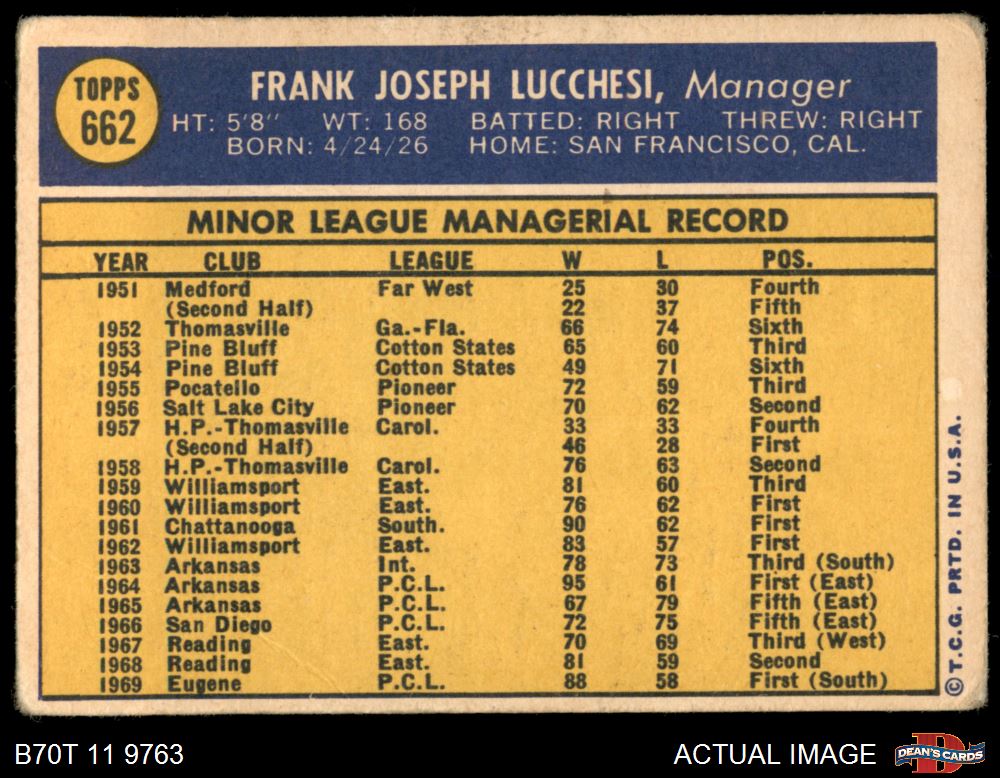 TOPPS
662
FRANK JOSEPH LUCCHESI, Manager
HT: 5'8" WT: 168 BATTED: RIGHT THREW: RIGHT
BORN: 4/24/26 HOME: SAN FRANCISCO, CAL.
MINOR LEAGUE MANAGERIAL RECORD
YEAR CLUB LEAGUE W L POS.
1951 Medford Far West 25 30 Fourth
(Second Half) 22 37 Fifth
1952 Thomasville Ga.-Fla. 66 74 Sixth
1953 Pine Bluff Cotton States 65 60 Third
1954 Pine Bluff Cotton States 49 71 Sixth
1955 Pocatello Pioneer 72 59 Third
1956 Salt Lake City Pioneer 70 62 Second
1957 H.P.-Thomasville Carol. 33 33 Fourth
(Second Half) 46 28 First
1958 H.P.-Thomasville Carol. 76 63 Second
1959 Williamsport East. 81 60 Third
1960 Williamsport East. 76 62 First
1961 Chattanooga South. 90 62 First
1962 Williamsport East. 83 57 First
1963 Arkansas Int. 78 73 Third (South)
1964 Arkansas P.C.L. 95 61 First (East)
1965 Arkansas P.C.L. 67 79 Fifth (East)
1966 San Diego P.C.L. 72 75 Fifth (East)
1967 Reading East. 70 69 Third (West)
1968 Reading East. 81 59 Second
1969 Eugene P.C.L. 88 58 First (South)
© T.C.G. PRTD. IN U.S.A.
B70T 11 9763
ACTUAL IMAGE
DEAN'S CARDS